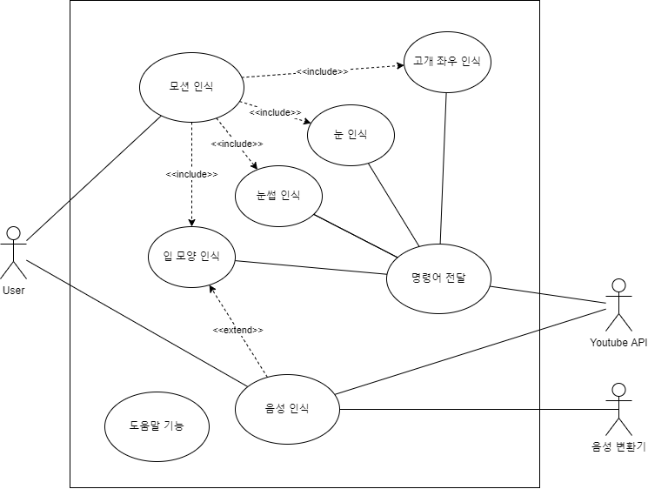 고개 좌우 인식
모션 인식
<<include>>
<<include>>
눈 인식
<<include>>
<<include>>
눈썹 인식
입 모양 인식
명령어 전달
User
<<extend>>
Youtube API
음성 인식
도움말 기능
음성 변환기